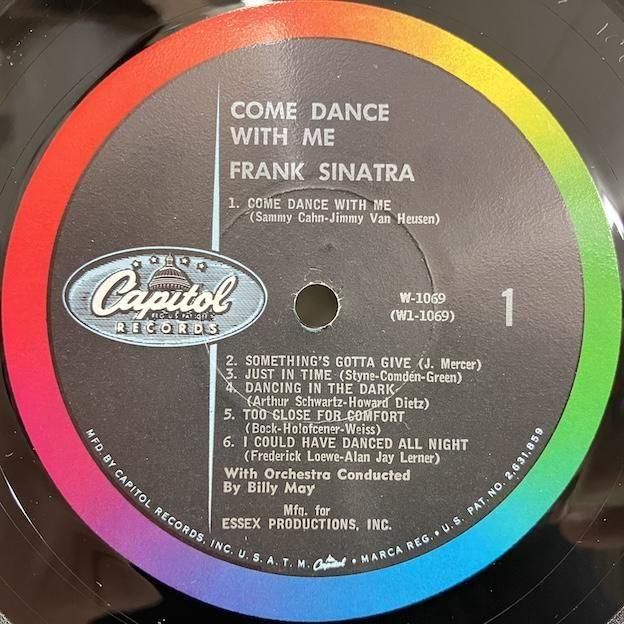 COME DANCE
WITH ME
FRANK SINATRA
1. COME DANCE WITH ME
(Sammy Cahn-Jimmy Van Heusen)
Capitol
REG. U.S. PAT. OFF.
RECORDS
W-1069
(W1-1069)
1
2. SOMETHING'S GOTTA GIVE (J. Mercer)
3. JUST IN TIME (Styne-Comden-Green)
4. DANCING IN THE DARK
(Arthur Schwartz-Howard Dietz)
5. TOO CLOSE FOR COMFORT
(Bock-Holofcener-Weiss)
6. I COULD HAVE DANCED ALL NIGHT
(Frederick Loewe-Alan Jay Lerner)
With Orchestra Conducted
By Billy May
Mfg. for
ESSEX PRODUCTIONS, INC.
MFD. BY CAPITOL RECORDS, INC. U. S. A. T. M. Capitol • MARCA REG. • U. S. PAT. NO. 2,631,859